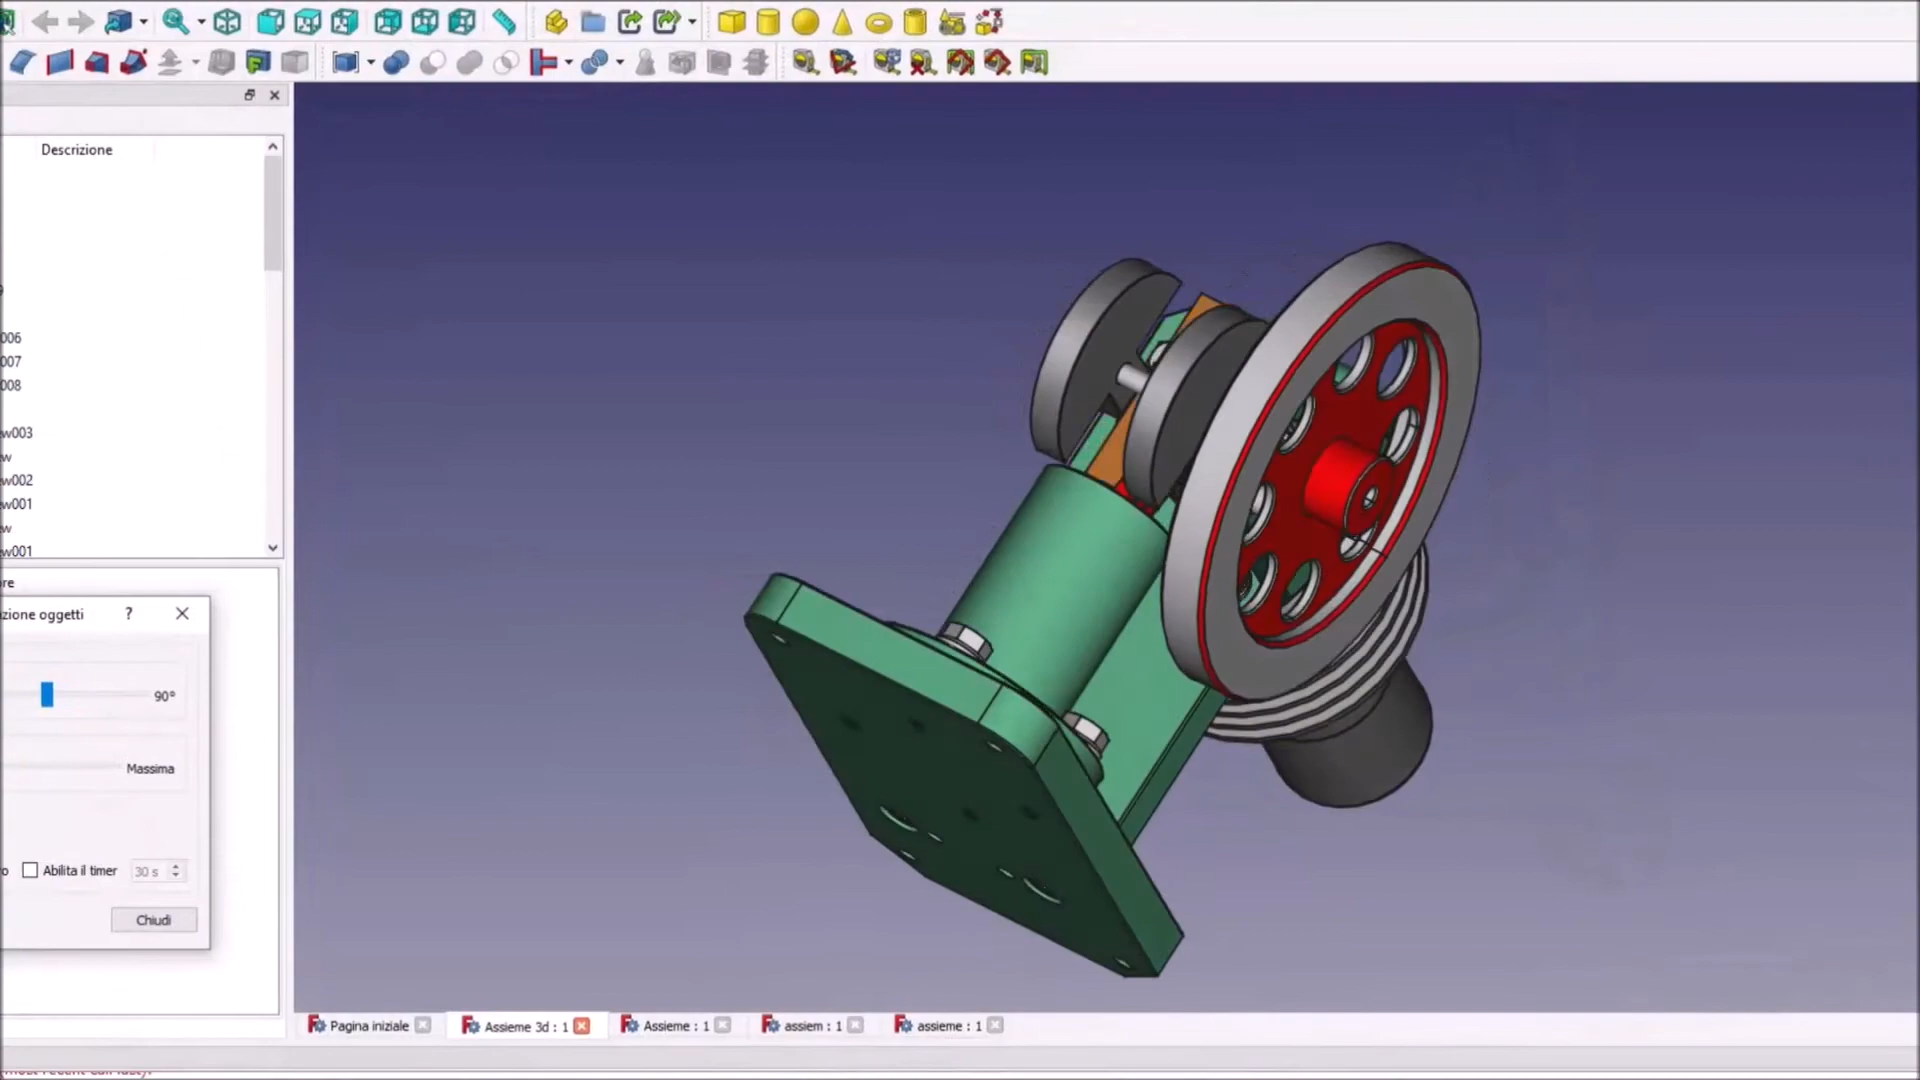 Descrizione
006
007
008
w003
w
w002
w001
w
w001
re
zione oggetti
?
90°
Massima
o
Abilita il timer
30 s
Chiudi
Pagina iniziale
Assieme 3d : 1
Assieme : 1
assiem : 1
assieme : 1